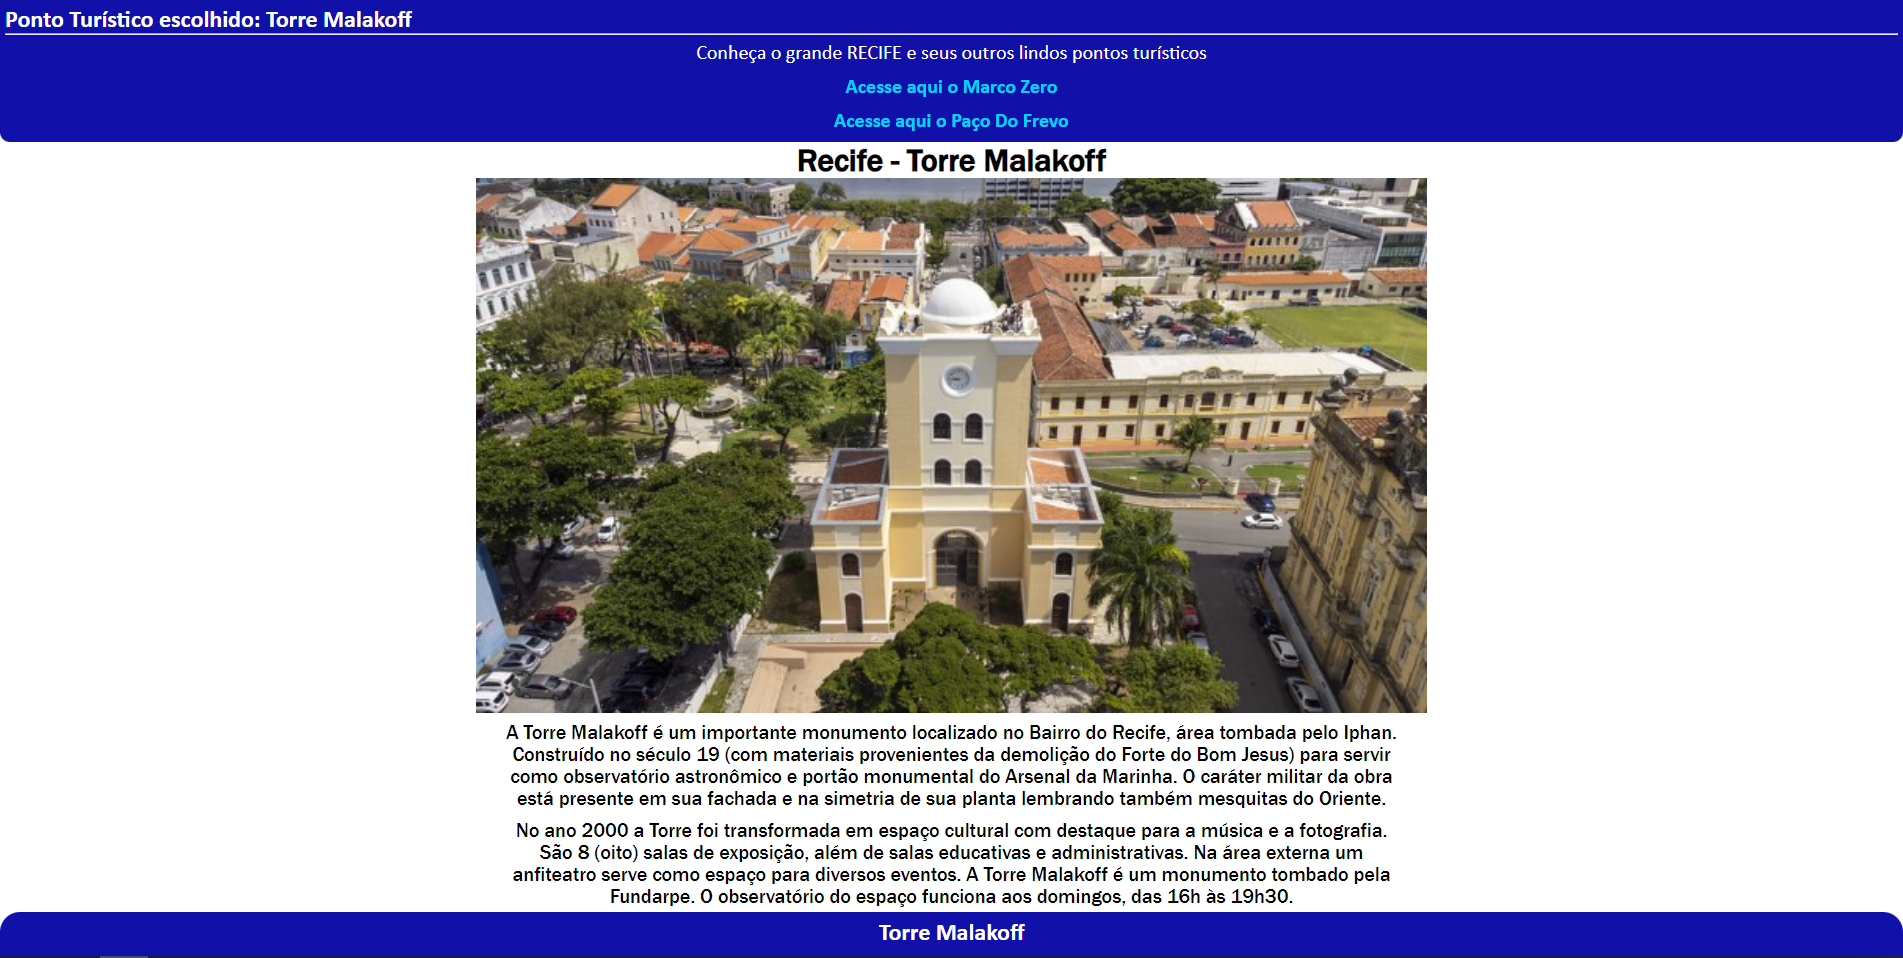 Ponto Turístico escolhido: Torre Malakoff
Conheça o grande RECIFE e seus outros lindos pontos turísticos
Acesse aqui o Marco Zero
Acesse aqui o Paço Do Frevo
Recife - Torre Malakoff
A Torre Malakoff é um importante monumento localizado no Bairro do Recife, área tombada pelo Iphan.
Construído no século 19 (com materiais provenientes da demolição do Forte do Bom Jesus) para servir
como observatório astronômico e portão monumental do Arsenal da Marinha. O caráter militar da obra
está presente em sua fachada e na simetria de sua planta lembrando também mesquitas do Oriente.
No ano 2000 a Torre foi transformada em espaço cultural com destaque para a música e a fotografia.
São 8 (oito) salas de exposição, além de salas educativas e administrativas. Na área externa um
anfiteatro serve como espaço para diversos eventos. A Torre Malakoff é um monumento tombado pela
Fundarpe. O observatório do espaço funciona aos domingos, das 16h às 19h30.
Torre Malakoff